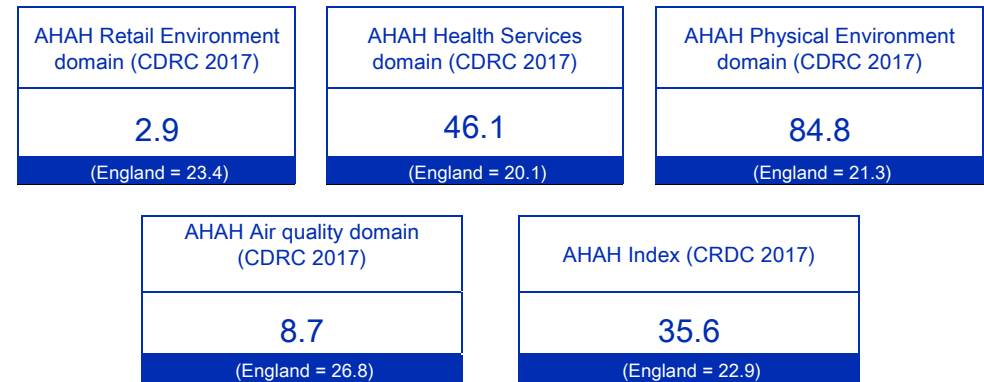 AHAH Retail Environment
domain (CDRC 2017)
2.9
(England = 23.4)
AHAH Health Services
domain (CDRC 2017)
46.1
(England = 20.1)
AHAH Physical Environment
domain (CDRC 2017)
84.8
(England = 21.3)
AHAH Air quality domain
(CDRC 2017)
8.7
(England = 26.8)
AHAH Index (CRDC 2017)
35.6
(England = 22.9)